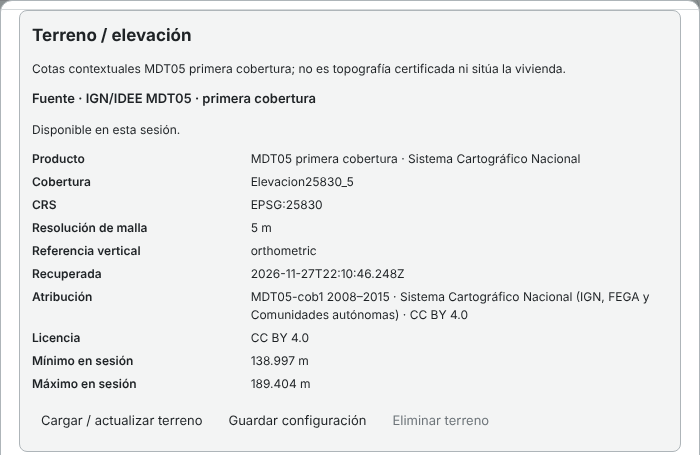 Terreno / elevación
Cotas contextuales MDT05 primera cobertura; no es topografía certificada ni sitúa la vivienda.
Fuente · IGN/IDEE MDT05 · primera cobertura
Disponible en esta sesión.
Producto MDT05 primera cobertura · Sistema Cartográfico Nacional
Cobertura Elevacion25830_5
CRS EPSG:25830
Resolución de malla 5 m
Referencia vertical orthometric
Recuperada 2026-11-27T22:10:46.248Z
Atribución MDT05-cob1 2008–2015 · Sistema Cartográfico Nacional (IGN, FEGA y
Comunidades autónomas) · CC BY 4.0
Licencia CC BY 4.0
Mínimo en sesión 138.997 m
Máximo en sesión 189.404 m
Cargar / actualizar terreno Guardar configuración Eliminar terreno